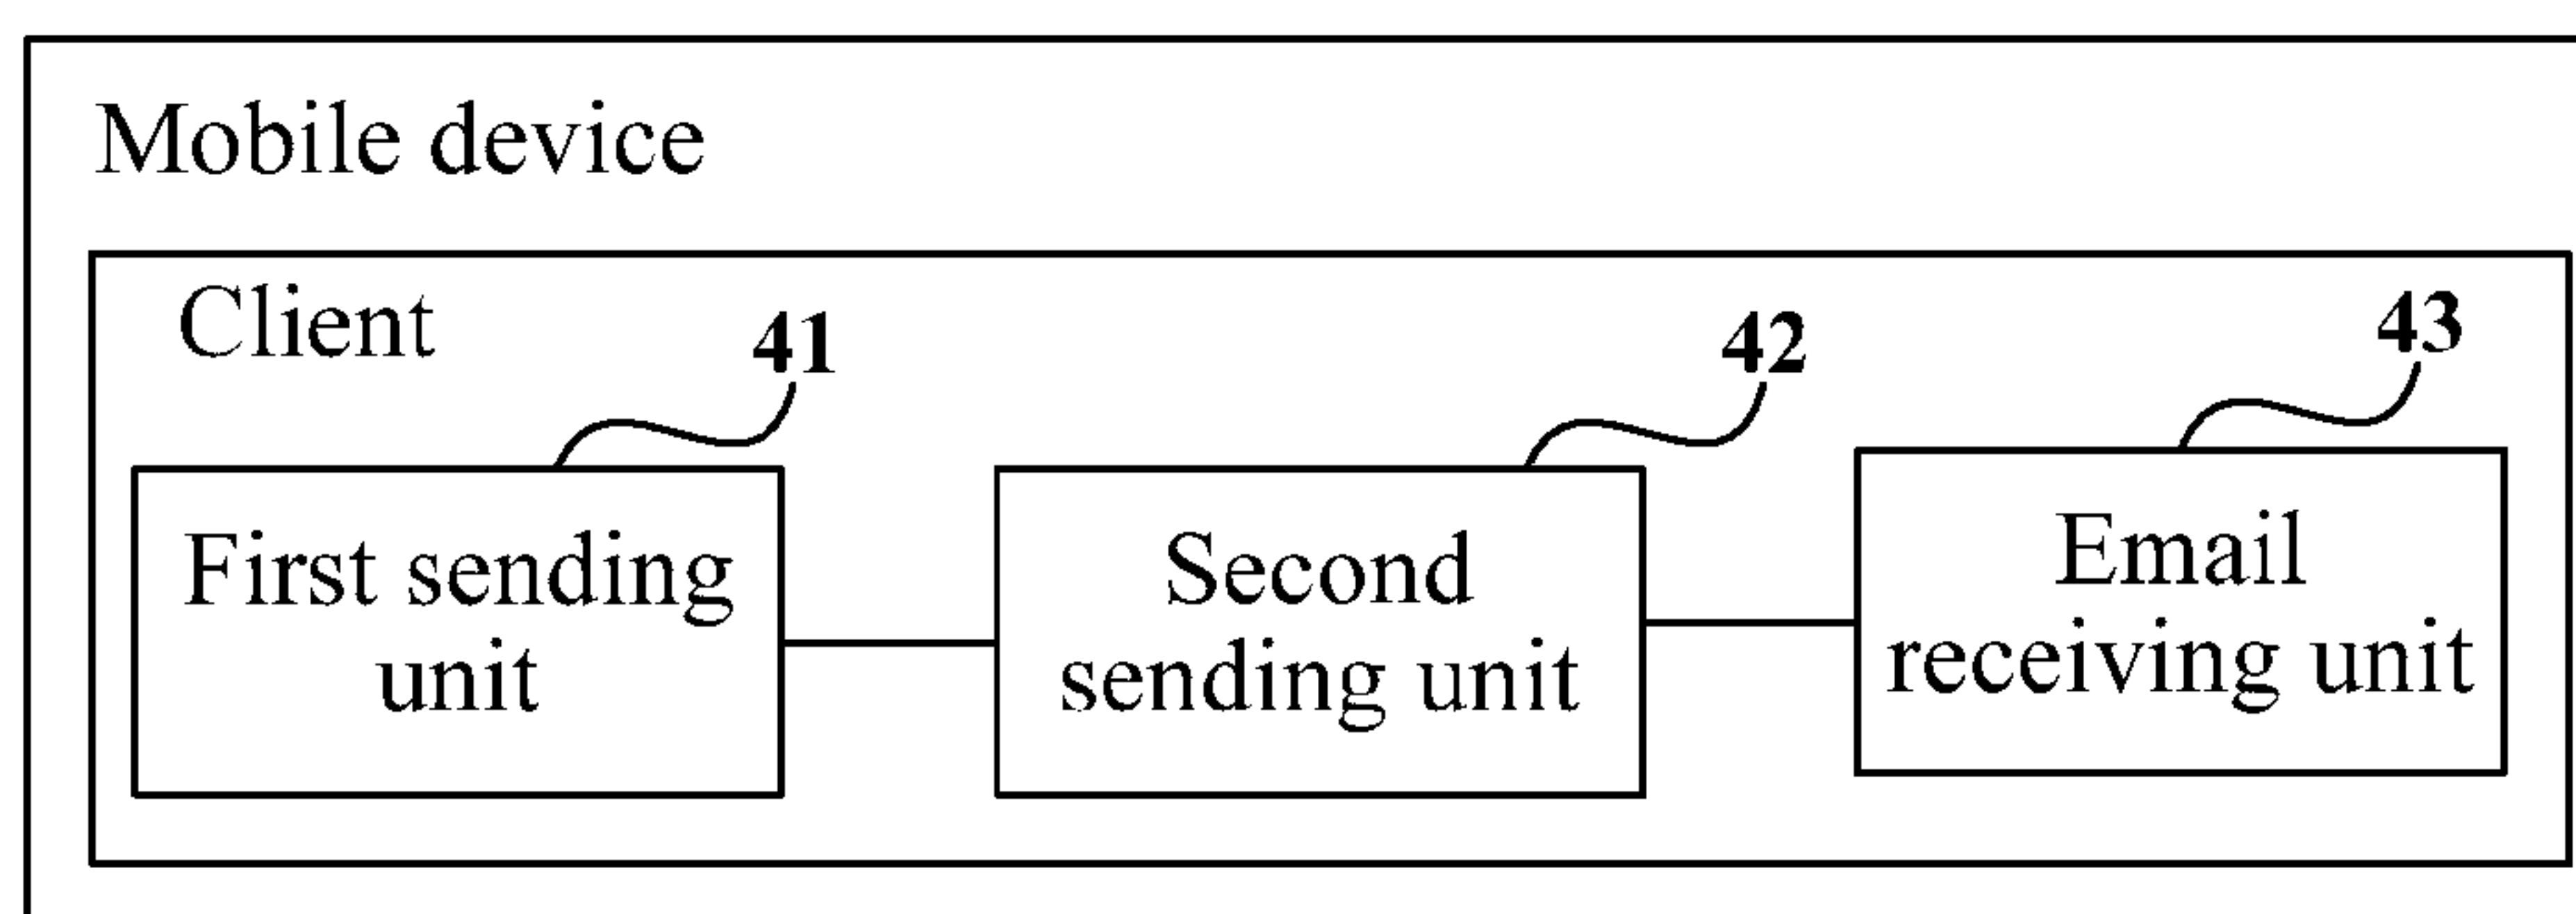 Mobile device
Client
41
42
43
First sending
unit
Second
sending unit
Email
receiving unit